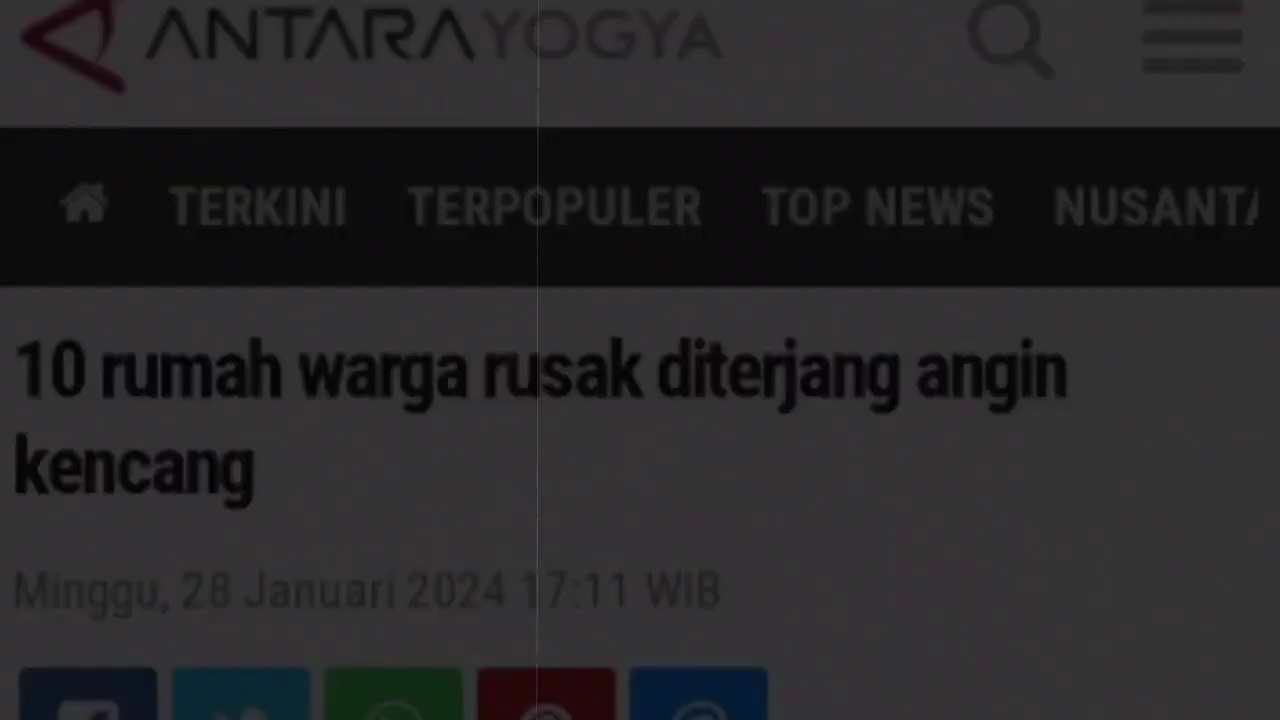 ANTARA YOGYA
TERKINI TERPOPULER TOP NEWS NUSANTA
10 rumah warga rusak diterjang angin
kencang
Minggu, 28 Januari 2024 17:11 WIB